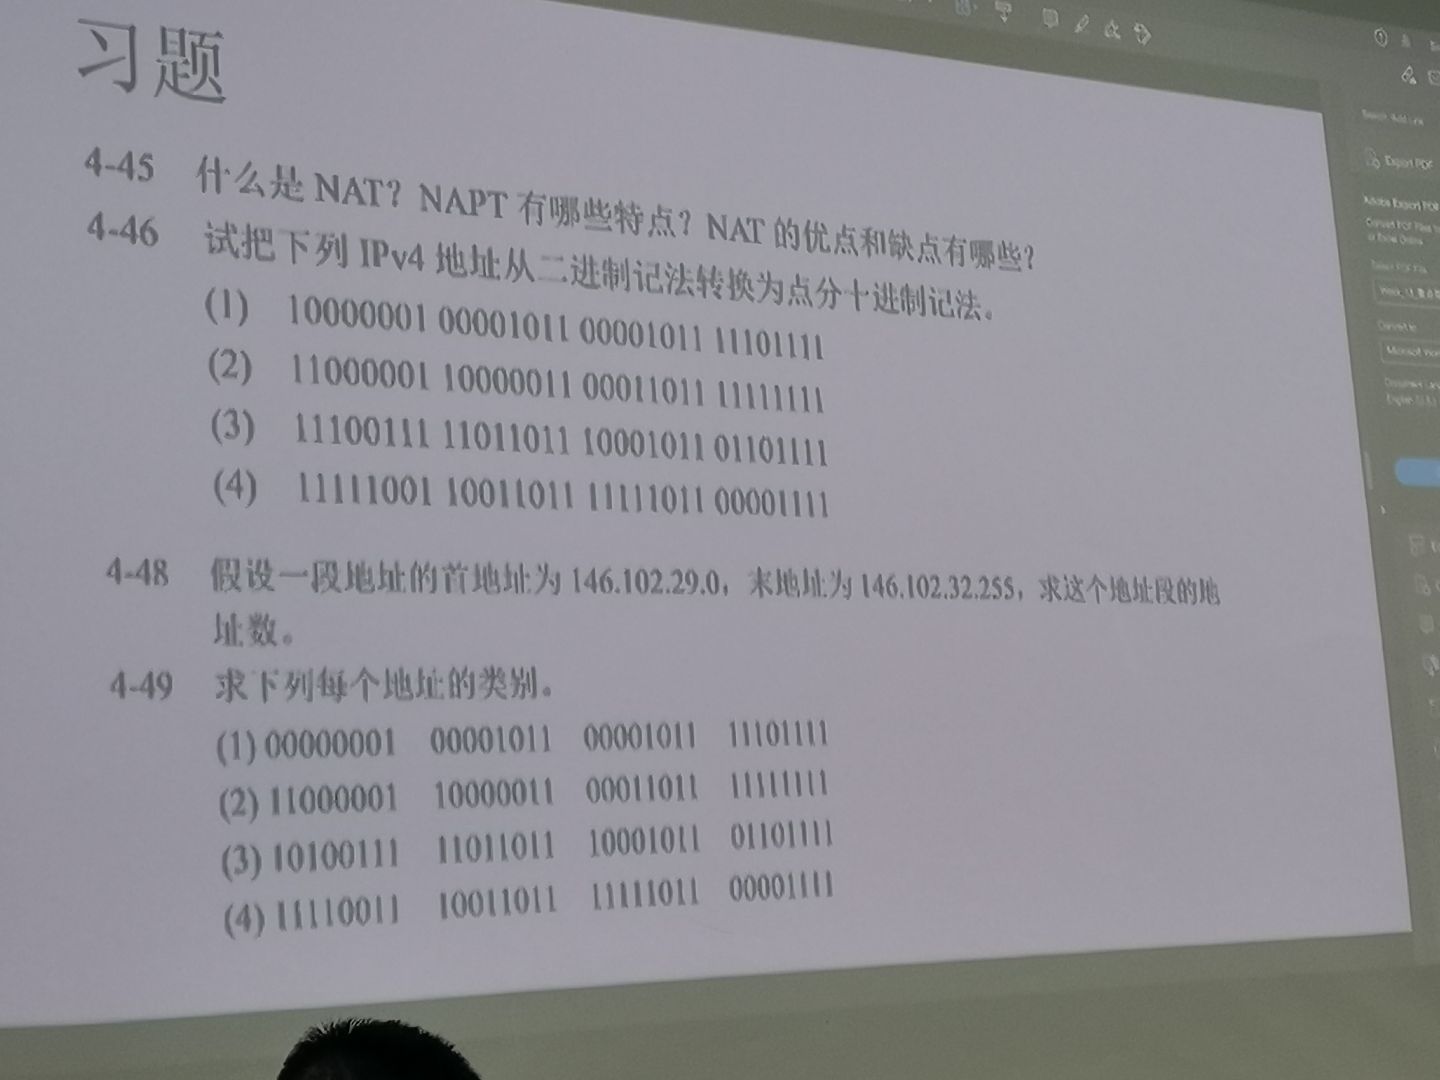 习题
4-45 什么是 NAT？NAPT 有哪些特点？NAT 的优点和缺点有哪些？
4-46 试把下列 IPv4 地址从二进制记法转换为点分十进制记法。
(1) 10000001 00001011 00001011 11101111
(2) 11000001 10000011 00011011 11111111
(3) 11100111 11011011 10001011 01101111
(4) 11111001 10011011 11111011 00001111
4-48 假设一段地址的首地址为 146.102.29.0，末地址为 146.102.32.255，求这个地址段的地
址数。
4-49 求下列每个地址的类别。
(1) 00000001 00001011 00001011 11101111
(2) 11000001 10000011 00011011 11111111
(3) 10100111 11011011 10001011 01101111
(4) 11110011 10011011 11111011 00001111
Export PDF
Adobe Export PDF